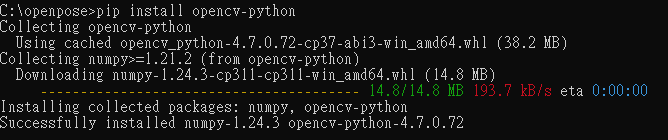 C:\openpose>pip install opencv-python
Collecting opencv-python
  Using cached opencv_python-4.7.0.72-cp37-abi3-win_amd64.whl (38.2 MB)
Collecting numpy>=1.21.2 (from opencv-python)
  Downloading numpy-1.24.3-cp311-cp311-win_amd64.whl (14.8 MB)
     ---------------------------------------- 14.8/14.8 MB 193.7 kB/s eta 0:00:00
Installing collected packages: numpy, opencv-python
Successfully installed numpy-1.24.3 opencv-python-4.7.0.72